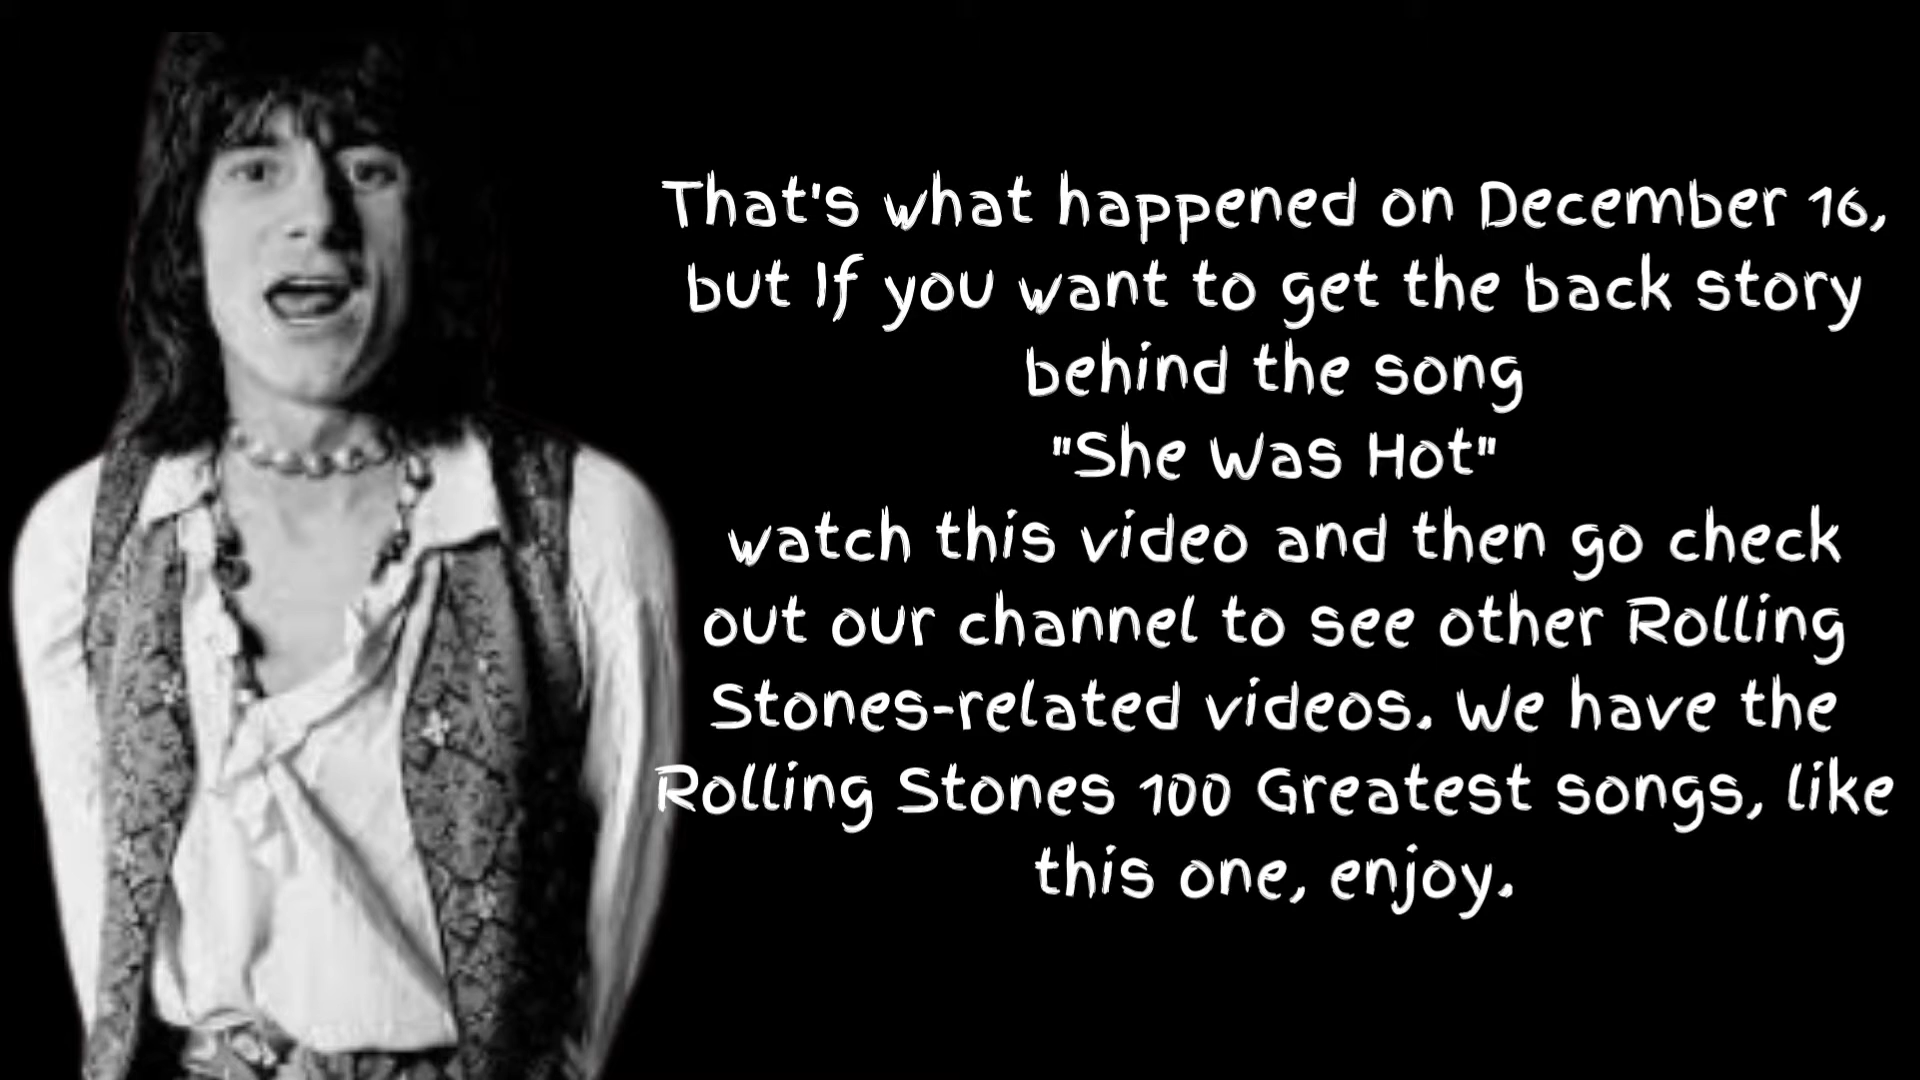 That's what happened on December 16,
but If you want to get the back story
behind the song
"She Was Hot"
watch this video and then go check
out our channel to see other Rolling
Stones-related videos. We have the
Rolling Stones 100 Greatest songs, like
this one, enjoy.